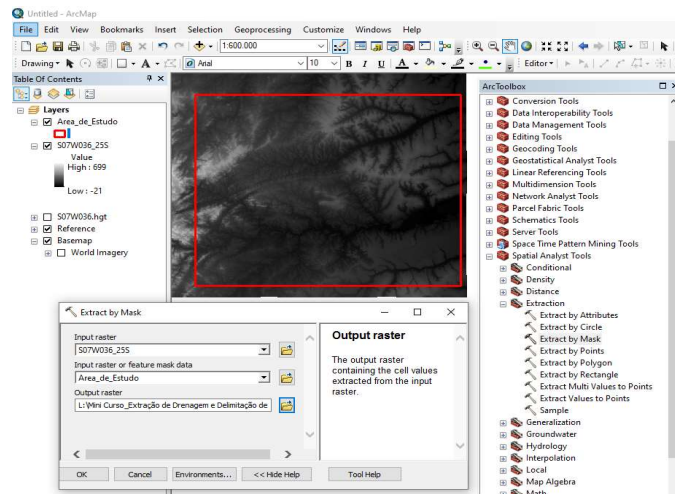 Untitled - ArcMap
File Edit View Bookmarks Insert Selection Geoprocessing Customize Windows Help
1:600.000
Drawing Arial 10 B I U A Editor
Table Of Contents
Layers
Area_de_Estudo
S07W036_25S
Value
High : 699
Low : -21
S07W036.hgt
Reference
Basemap
World Imagery
ArcToolbox
Conversion Tools
Data Interoperability Tools
Data Management Tools
Editing Tools
Geocoding Tools
Geostatistical Analyst Tools
Linear Referencing Tools
Multidimension Tools
Network Analyst Tools
Parcel Fabric Tools
Schematics Tools
Server Tools
Space Time Pattern Mining Tools
Spatial Analyst Tools
Conditional
Density
Distance
Extraction
Extract by Attributes
Extract by Circle
Extract by Mask
Extract by Points
Extract by Polygon
Extract by Rectangle
Extract Multi Values to Points
Extract Values to Points
Sample
Generalization
Groundwater
Hydrology
Interpolation
Local
Map Algebra
Math
Extract by Mask
Input raster
S07W036_25S
Input raster or feature mask data
Area_de_Estudo
Output raster
L:\Mini Curso_Extração de Drenagem e Delimitação de
OK Cancel Environments... << Hide Help Tool Help
Output raster
The output raster
containing the cell values
extracted from the input
raster.